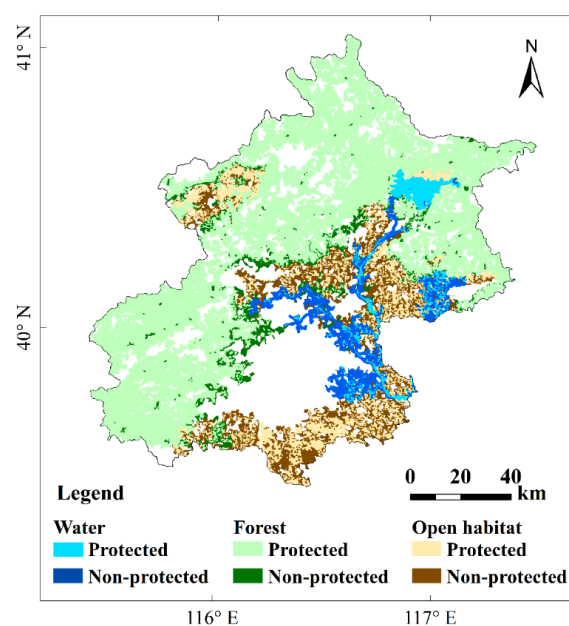 41° N
N
40° N
Legend
0 20 40
km
Water Forest Open habitat
Protected Protected Protected
Non-protected Non-protected Non-protected
116° E 117° E